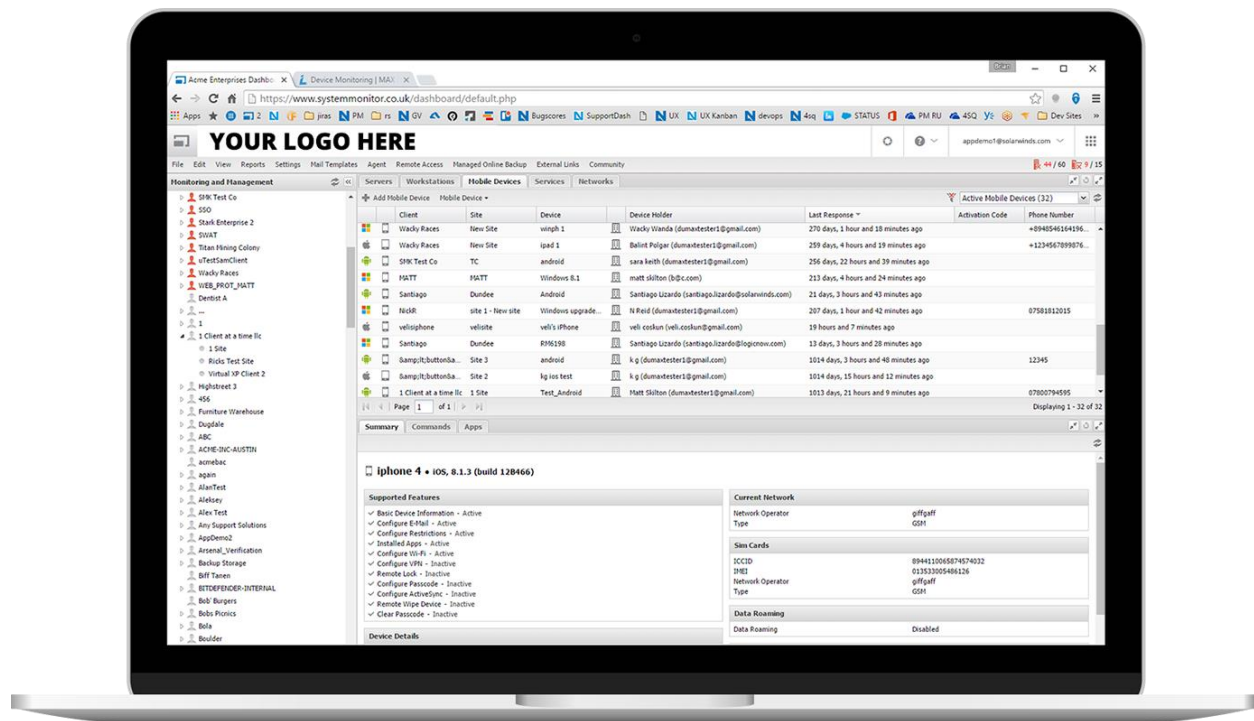 Brian
Acme Enterprises Dashbo
Device Monitoring | MAX
https://www.systemmonitor.co.uk/dashboard/default.php
Apps 2 jiras PM rs GV Bugscores SupportDash UX UX Kanban devops 4sq STATUS PM RU 4SQ Dev Sites »
YOUR LOGO HERE
appdemo1@solarwinds.com
File Edit View Reports Settings Mail Templates Agent Remote Access Managed Online Backup External Links Community
44 / 60 9 / 15
Monitoring and Management
SMK Test Co
SSO
Stark Enterprise 2
SWAT
Titan Mining Colony
uTestSamClient
Wacky Races
WEB_PROT_MATT
Dentist A
...
1
1 Client at a time llc
1 Site
Ricks Test Site
Virtual XP Client 2
Highstreet 3
456
Furniture Warehouse
Dugdale
ABC
ACME-INC-AUSTIN
acmebac
again
AlanTest
Aleksey
Alex Test
Any Support Solutions
AppDemo2
Arsenal_Verification
Backup Storage
Biff Tanen
BITDEFENDER-INTERNAL
Bob' Burgers
Bobs Picnics
Bola
Boulder
Servers Workstations Mobile Devices Services Networks
Add Mobile Device Mobile Device
Active Mobile Devices (32)
Client Site Device Device Holder Last Response Activation Code Phone Number
Wacky Races New Site winph 1 Wacky Wanda (dumaxtester1@gmail.com) 270 days, 1 hour and 18 minutes ago +8948546164196...
Wacky Races New Site ipad 1 Balint Polgar (dumaxtester1@gmail.com) 259 days, 4 hours and 19 minutes ago +1234567899876...
SMK Test Co TC android sara keith (dumaxtester1@gmail.com) 256 days, 22 hours and 39 minutes ago
MATT MATT Windows 8.1 matt skilton (b@c.com) 213 days, 4 hours and 24 minutes ago
Santiago Dundee Android Santiago Lizardo (santiago.lizardo@solarwinds.com) 21 days, 3 hours and 43 minutes ago
NickR site 1 - New site Windows upgrade... N Reid (dumaxtester1@gmail.com) 207 days, 1 hour and 42 minutes ago 07581812015
velisiphone velisite veli's iPhone veli coskun (veli.coskun@gmail.com) 19 hours and 7 minutes ago
Santiago Dundee RM6198 Santiago Lizardo (santiago.lizardo@logicnow.com) 13 days, 3 hours and 28 minutes ago
&amp;lt;button&a... Site 3 android k g (dumaxtester1@gmail.com) 1014 days, 3 hours and 48 minutes ago 12345
&amp;lt;button&a... Site 2 kg ios test k g (dumaxtester1@gmail.com) 1014 days, 15 hours and 12 minutes ago
1 Client at a time llc 1 Site Test_Android Matt Skilton (dumaxtester1@gmail.com) 1013 days, 21 hours and 9 minutes ago 07800794595
Page 1 of 1
Displaying 1 - 32 of 32
Summary Commands Apps
iphone 4 • iOS, 8.1.3 (build 12B466)
Supported Features
Basic Device Information - Active
Configure E-Mail - Active
Configure Restrictions - Active
Installed Apps - Active
Configure Wi-Fi - Active
Configure VPN - Inactive
Remote Lock - Inactive
Configure Passcode - Inactive
Configure ActiveSync - Inactive
Remote Wipe Device - Inactive
Clear Passcode - Inactive
Device Details
Current Network
Network Operator giffgaff
Type GSM
Sim Cards
ICCID 8944110065874574032
IMEI 013533005486126
Network Operator giffgaff
Type GSM
Data Roaming
Data Roaming Disabled